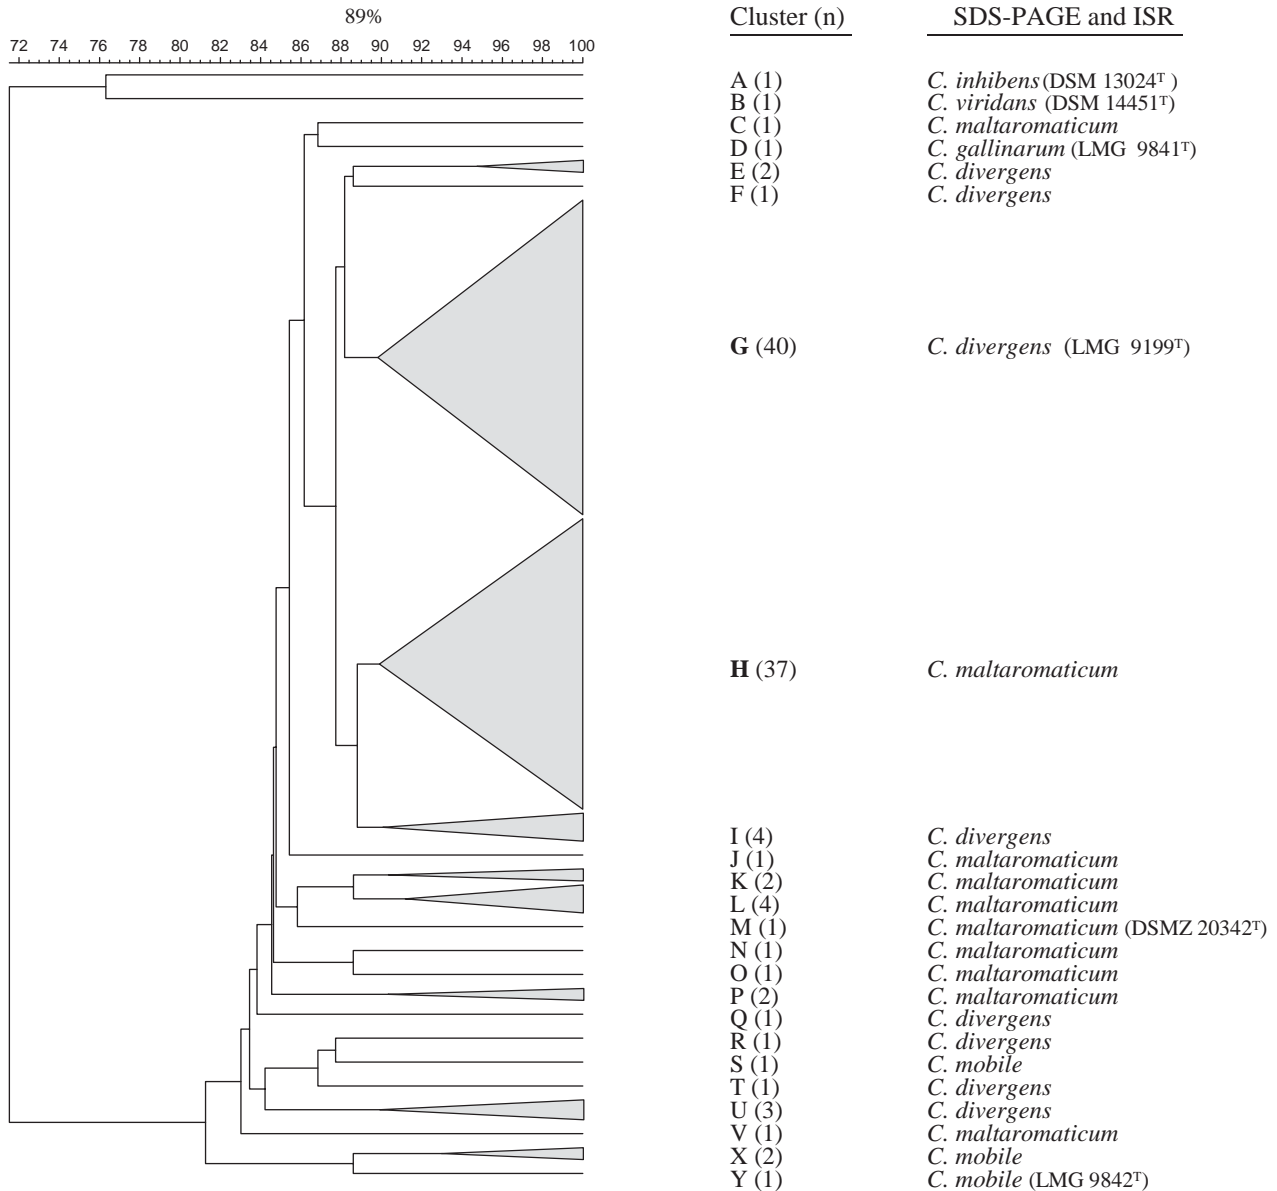 89% Cluster (n) SDS-PAGE and ISR
72 74 76 78 80 82 84 86 88 90 92 94 96 98 100
A (1) C. inhibens (DSM 13024ᵀ )
B (1) C. viridans (DSM 14451ᵀ)
C (1) C. maltaromaticum
D (1) C. gallinarum (LMG 9841ᵀ)
E (2) C. divergens
F (1) C. divergens
G (40) C. divergens (LMG 9199ᵀ)
H (37) C. maltaromaticum
I (4) C. divergens
J (1) C. maltaromaticum
K (2) C. maltaromaticum
L (4) C. maltaromaticum
M (1) C. maltaromaticum (DSMZ 20342ᵀ)
N (1) C. maltaromaticum
O (1) C. maltaromaticum
P (2) C. maltaromaticum
Q (1) C. divergens
R (1) C. divergens
S (1) C. mobile
T (1) C. divergens
U (3) C. divergens
V (1) C. maltaromaticum
X (2) C. mobile
Y (1) C. mobile (LMG 9842ᵀ)